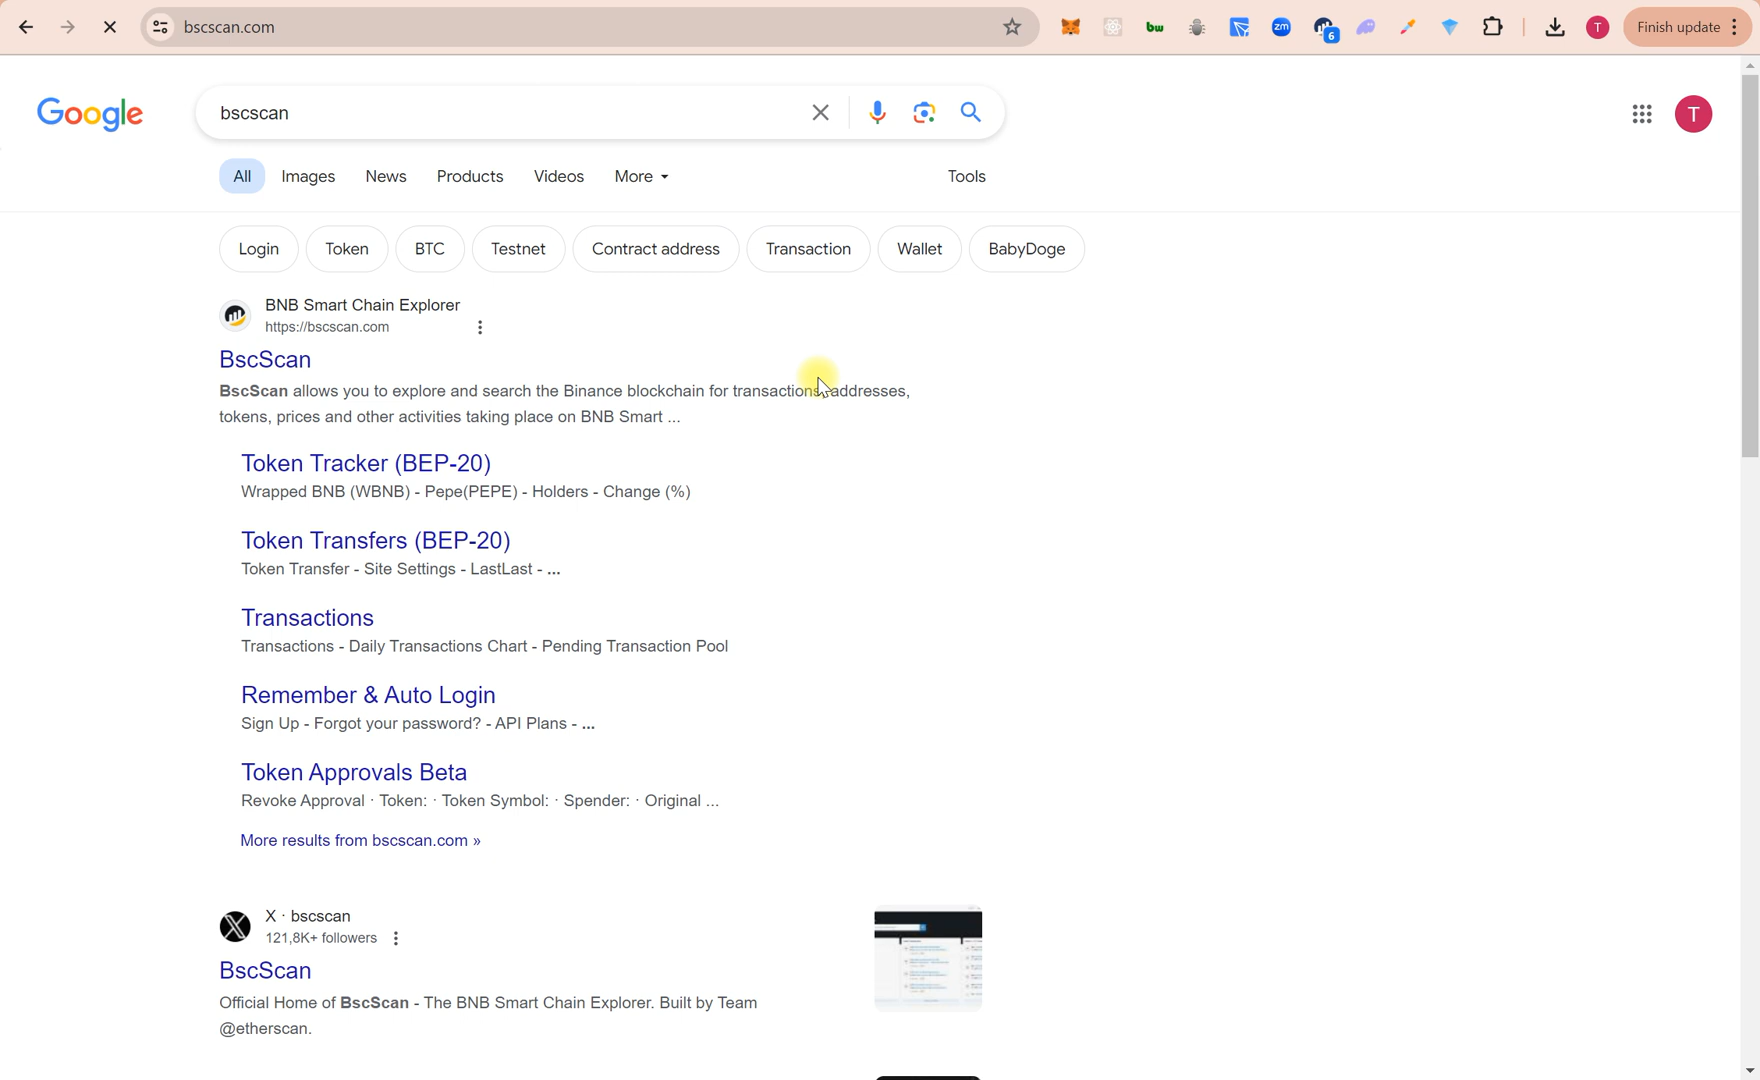 bscscan.com
bw
zm
6
T
Finish update
Google
bscscan
T
All
Images
News
Products
Videos
More
Tools
Login
Token
BTC
Testnet
Contract address
Transaction
Wallet
BabyDoge
BNB Smart Chain Explorer
https://bscscan.com
BscScan
BscScan allows you to explore and search the Binance blockchain for transactions, addresses,
tokens, prices and other activities taking place on BNB Smart ...
Token Tracker (BEP-20)
Wrapped BNB (WBNB) - Pepe(PEPE) - Holders - Change (%)
Token Transfers (BEP-20)
Token Transfer - Site Settings - LastLast - ...
Transactions
Transactions - Daily Transactions Chart - Pending Transaction Pool
Remember & Auto Login
Sign Up - Forgot your password? - API Plans - ...
Token Approvals Beta
Revoke Approval · Token: · Token Symbol: · Spender: · Original ...
More results from bscscan.com »
X · bscscan
121,8K+ followers
BscScan
Official Home of BscScan - The BNB Smart Chain Explorer. Built by Team
@etherscan.